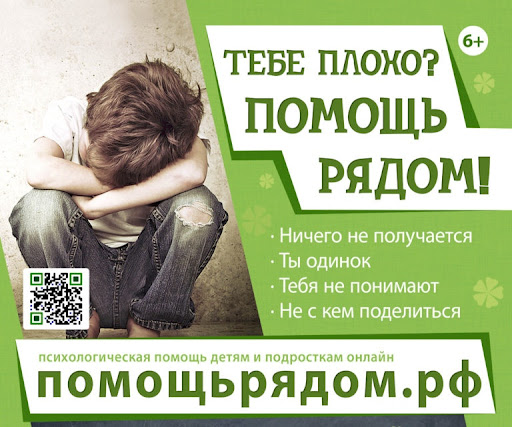 6+
ТЕБЕ ПЛОХО?
ПОМОЩЬ
РЯДОМ!
· Ничего не получается
· Ты одинок
· Тебя не понимают
· Не с кем поделиться
психологическая помощь детям и подросткам онлайн
помощьрядом.рф